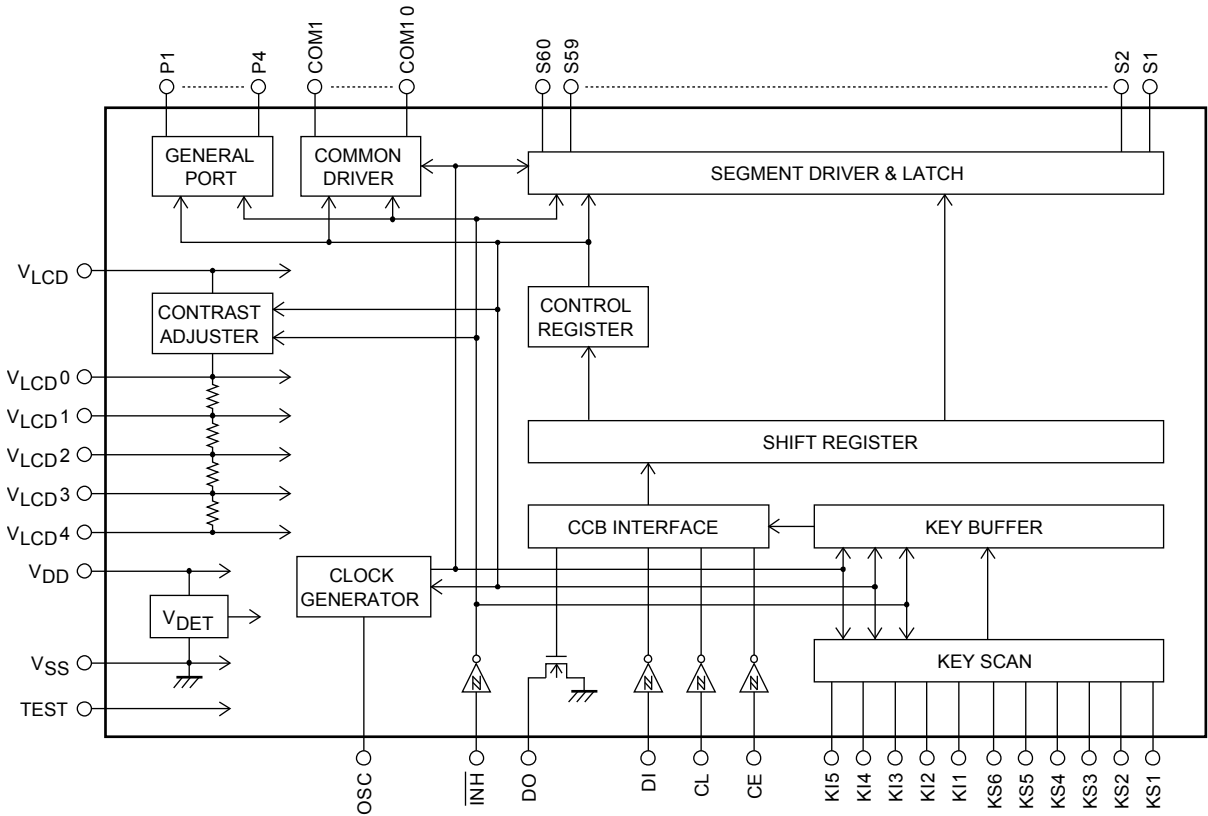 P1
P4
COM1
COM10
S60
S59
S2
S1
GENERAL
PORT
COMMON
DRIVER
SEGMENT DRIVER & LATCH
VLCD
CONTRAST
ADJUSTER
CONTROL
REGISTER
VLCD0
VLCD1
VLCD2
VLCD3
VLCD4
SHIFT REGISTER
CCB INTERFACE
KEY BUFFER
VDD
CLOCK
GENERATOR
VDET
VSS
KEY SCAN
TEST
OSC
INH
DO
DI
CL
CE
KI5
KI4
KI3
KI2
KI1
KS6
KS5
KS4
KS3
KS2
KS1